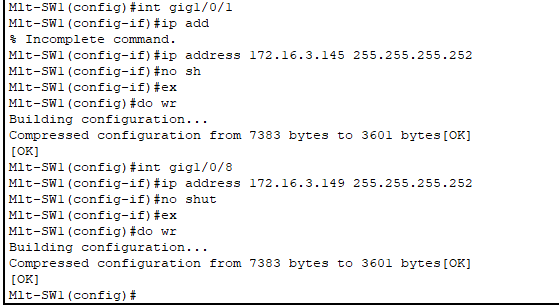 Mlt-SW1(config)#int gig1/0/1
Mlt-SW1(config-if)#ip add
% Incomplete command.
Mlt-SW1(config-if)#ip address 172.16.3.145 255.255.255.252
Mlt-SW1(config-if)#no sh
Mlt-SW1(config-if)#ex
Mlt-SW1(config)#do wr
Building configuration...
Compressed configuration from 7383 bytes to 3601 bytes[OK]
[OK]
Mlt-SW1(config)#int gig1/0/8
Mlt-SW1(config-if)#ip address 172.16.3.149 255.255.255.252
Mlt-SW1(config-if)#no shut
Mlt-SW1(config-if)#ex
Mlt-SW1(config)#do wr
Building configuration...
Compressed configuration from 7383 bytes to 3601 bytes[OK]
[OK]
Mlt-SW1(config)#